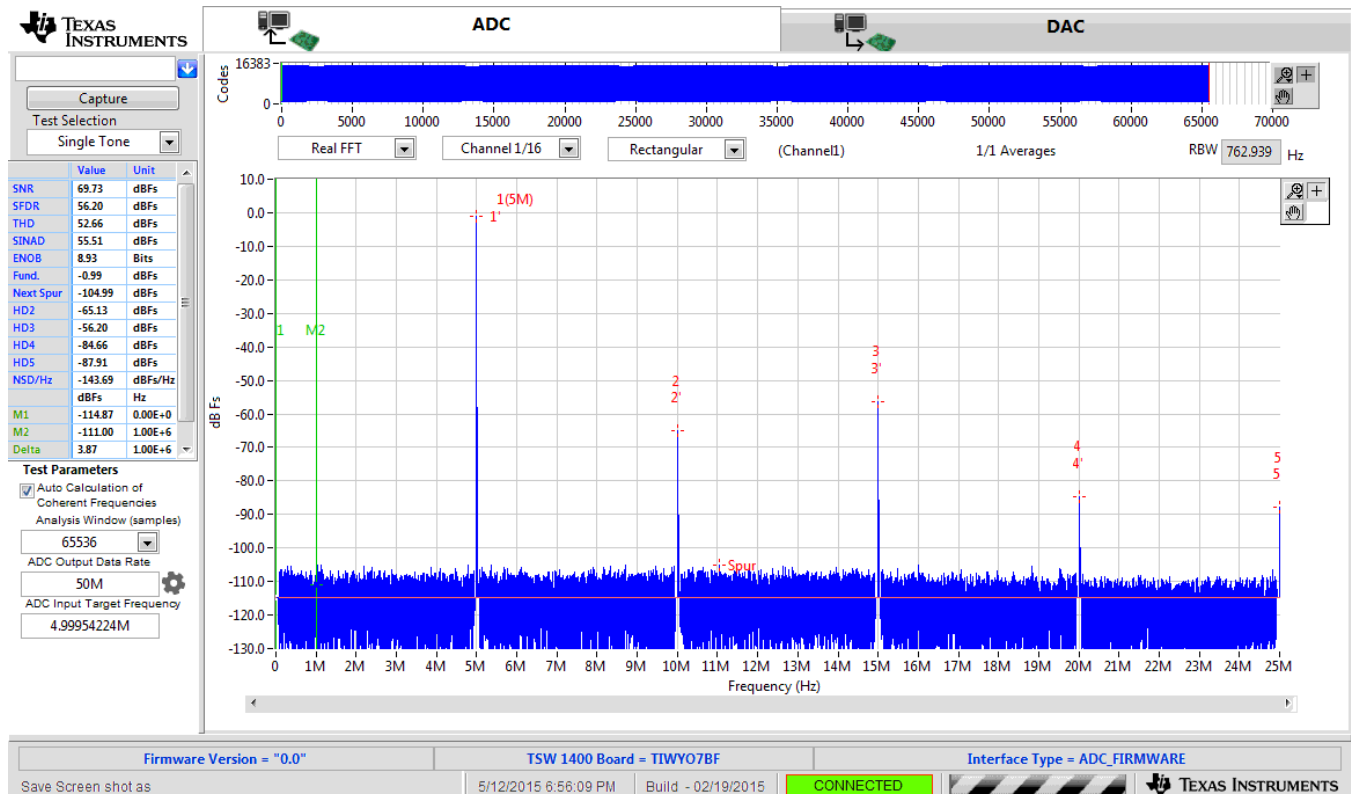 TEXAS INSTRUMENTS
ADC
DAC
Capture
Test Selection
Single Tone
Value Unit
SNR 69.73 dBFs
SFDR 56.20 dBFs
THD 52.66 dBFs
SINAD 55.51 dBFs
ENOB 8.93 Bits
Fund. -0.99 dBFs
Next Spur -104.99 dBFs
HD2 -65.13 dBFs
HD3 -56.20 dBFs
HD4 -84.66 dBFs
HD5 -87.91 dBFs
NSD/Hz -143.69 dBFs/Hz
dBFs Hz
M1 -114.87 0.00E+0
M2 -111.00 1.00E+6
Delta 3.87 1.00E+6
Test Parameters
Auto Calculation of
Coherent Frequencies
Analysis Window (samples)
65536
ADC Output Data Rate
50M
ADC Input Target Frequency
4.99954224M
Codes
16383
0
0 5000 10000 15000 20000 25000 30000 35000 40000 45000 50000 55000 60000 65000 70000
Real FFT Channel 1/16 Rectangular (Channel1) 1/1 Averages RBW 762.939 Hz
dB Fs
10.0
0.0
-10.0
-20.0
-30.0
-40.0
-50.0
-60.0
-70.0
-80.0
-90.0
-100.0
-110.0
-120.0
-130.0
1(5M)
1'
1 M2
2
2'
3
3'
4
4'
5
5
Spur
0 1M 2M 3M 4M 5M 6M 7M 8M 9M 10M 11M 12M 13M 14M 15M 16M 17M 18M 19M 20M 21M 22M 23M 24M 25M
Frequency (Hz)
Firmware Version = "0.0" TSW 1400 Board = TIWYO7BF Interface Type = ADC_FIRMWARE
Save Screen shot as 5/12/2015 6:56:09 PM Build - 02/19/2015 CONNECTED TEXAS INSTRUMENTS